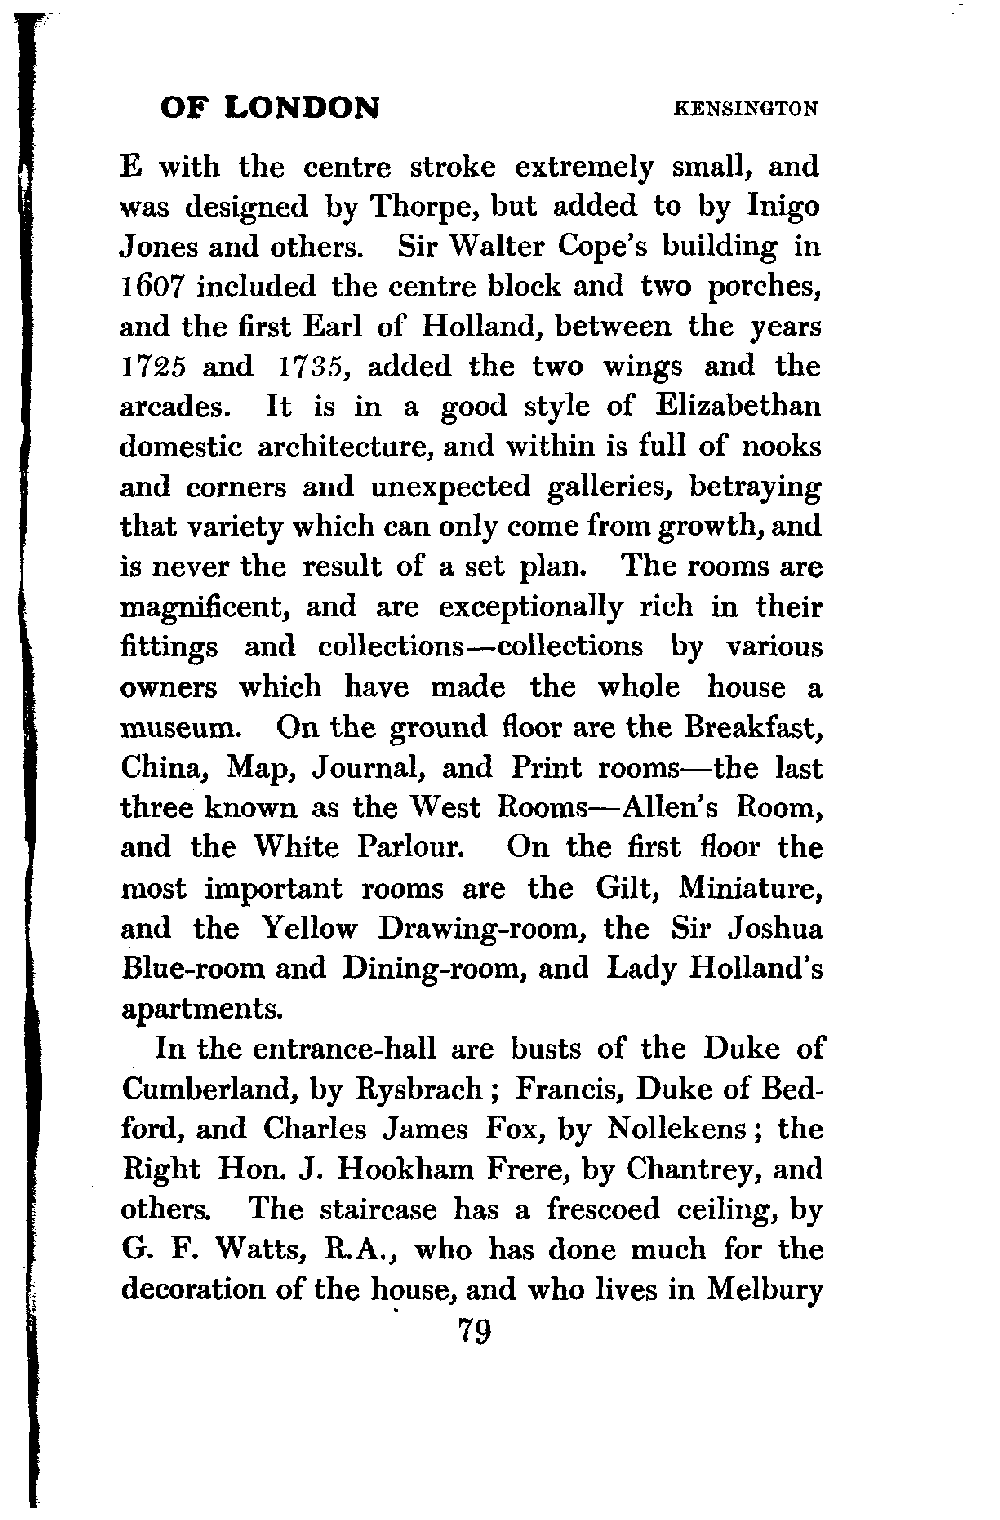 OF LONDON KENSINGTON
E with the centre stroke extremely small, and
was designed by Thorpe, but added to by Inigo
Jones and others. Sir Walter Cope's building in
1607 included the centre block and two porches,
and the first Earl of Holland, between the years
1725 and 1735, added the two wings and the
arcades. It is in a good style of Elizabethan
domestic architecture, and within is full of nooks
and corners and unexpected galleries, betraying
that variety which can only come from growth, and
is never the result of a set plan. The rooms are
magnificent, and are exceptionally rich in their
fittings and collections—collections by various
owners which have made the whole house a
museum. On the ground floor are the Breakfast,
China, Map, Journal, and Print rooms—the last
three known as the West Rooms—Allen's Room,
and the White Parlour. On the first floor the
most important rooms are the Gilt, Miniature,
and the Yellow Drawing-room, the Sir Joshua
Blue-room and Dining-room, and Lady Holland's
apartments.
In the entrance-hall are busts of the Duke of
Cumberland, by Rysbrach ; Francis, Duke of Bed-
ford, and Charles James Fox, by Nollekens ; the
Right Hon. J. Hookham Frere, by Chantrey, and
others. The staircase has a frescoed ceiling, by
G. F. Watts, R.A., who has done much for the
decoration of the house, and who lives in Melbury
79